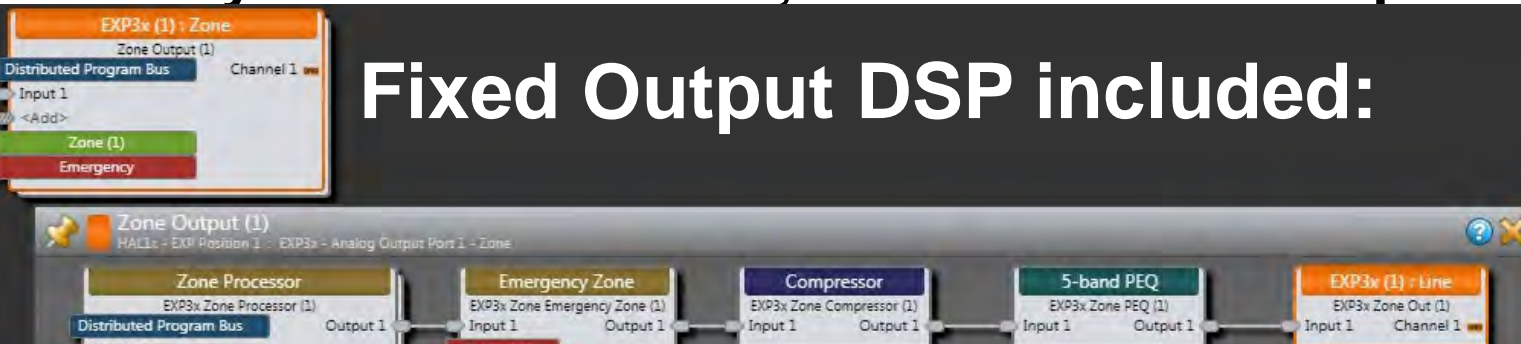 EXP3x (1) : Zone
Zone Output (1)
Distributed Program Bus Channel 1
Input 1
<Add>
Zone (1)
Emergency
Fixed Output DSP included:
Zone Output (1)
HAL1x - EXP Position 1 : EXP3x - Analog Output Port 1 - Zone
Zone Processor
EXP3x Zone Processor (1)
Distributed Program Bus Output 1
Emergency Zone
EXP3x Zone Emergency Zone (1)
Input 1 Output 1
Compressor
EXP3x Zone Compressor (1)
Input 1 Output 1
5-band PEQ
EXP3x Zone PEQ (1)
Input 1 Output 1
EXP3x (1) : Line
EXP3x Zone Out (1)
Input 1 Channel 1